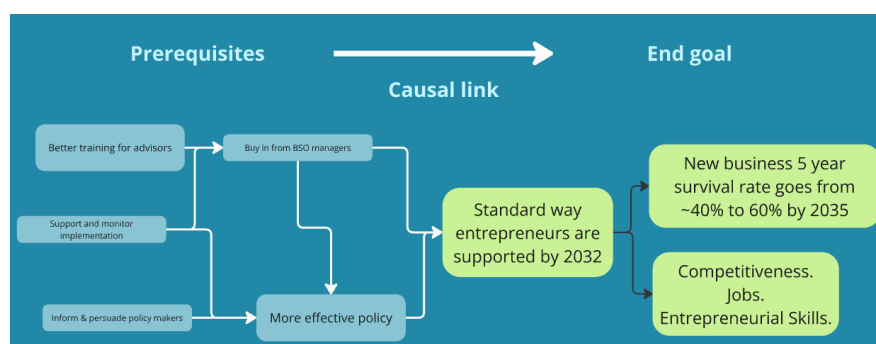 Prerequisites
End goal
Causal link
Better training for advisors
Buy in from BSO managers
Support and monitor
implementation
Inform & persuade policy makers
More effective policy
Standard way
entrepreneurs are
supported by 2032
New business 5 year
survival rate goes from
~40% to 60% by 2035
Competitiveness.
Jobs.
Entrepreneurial Skills.